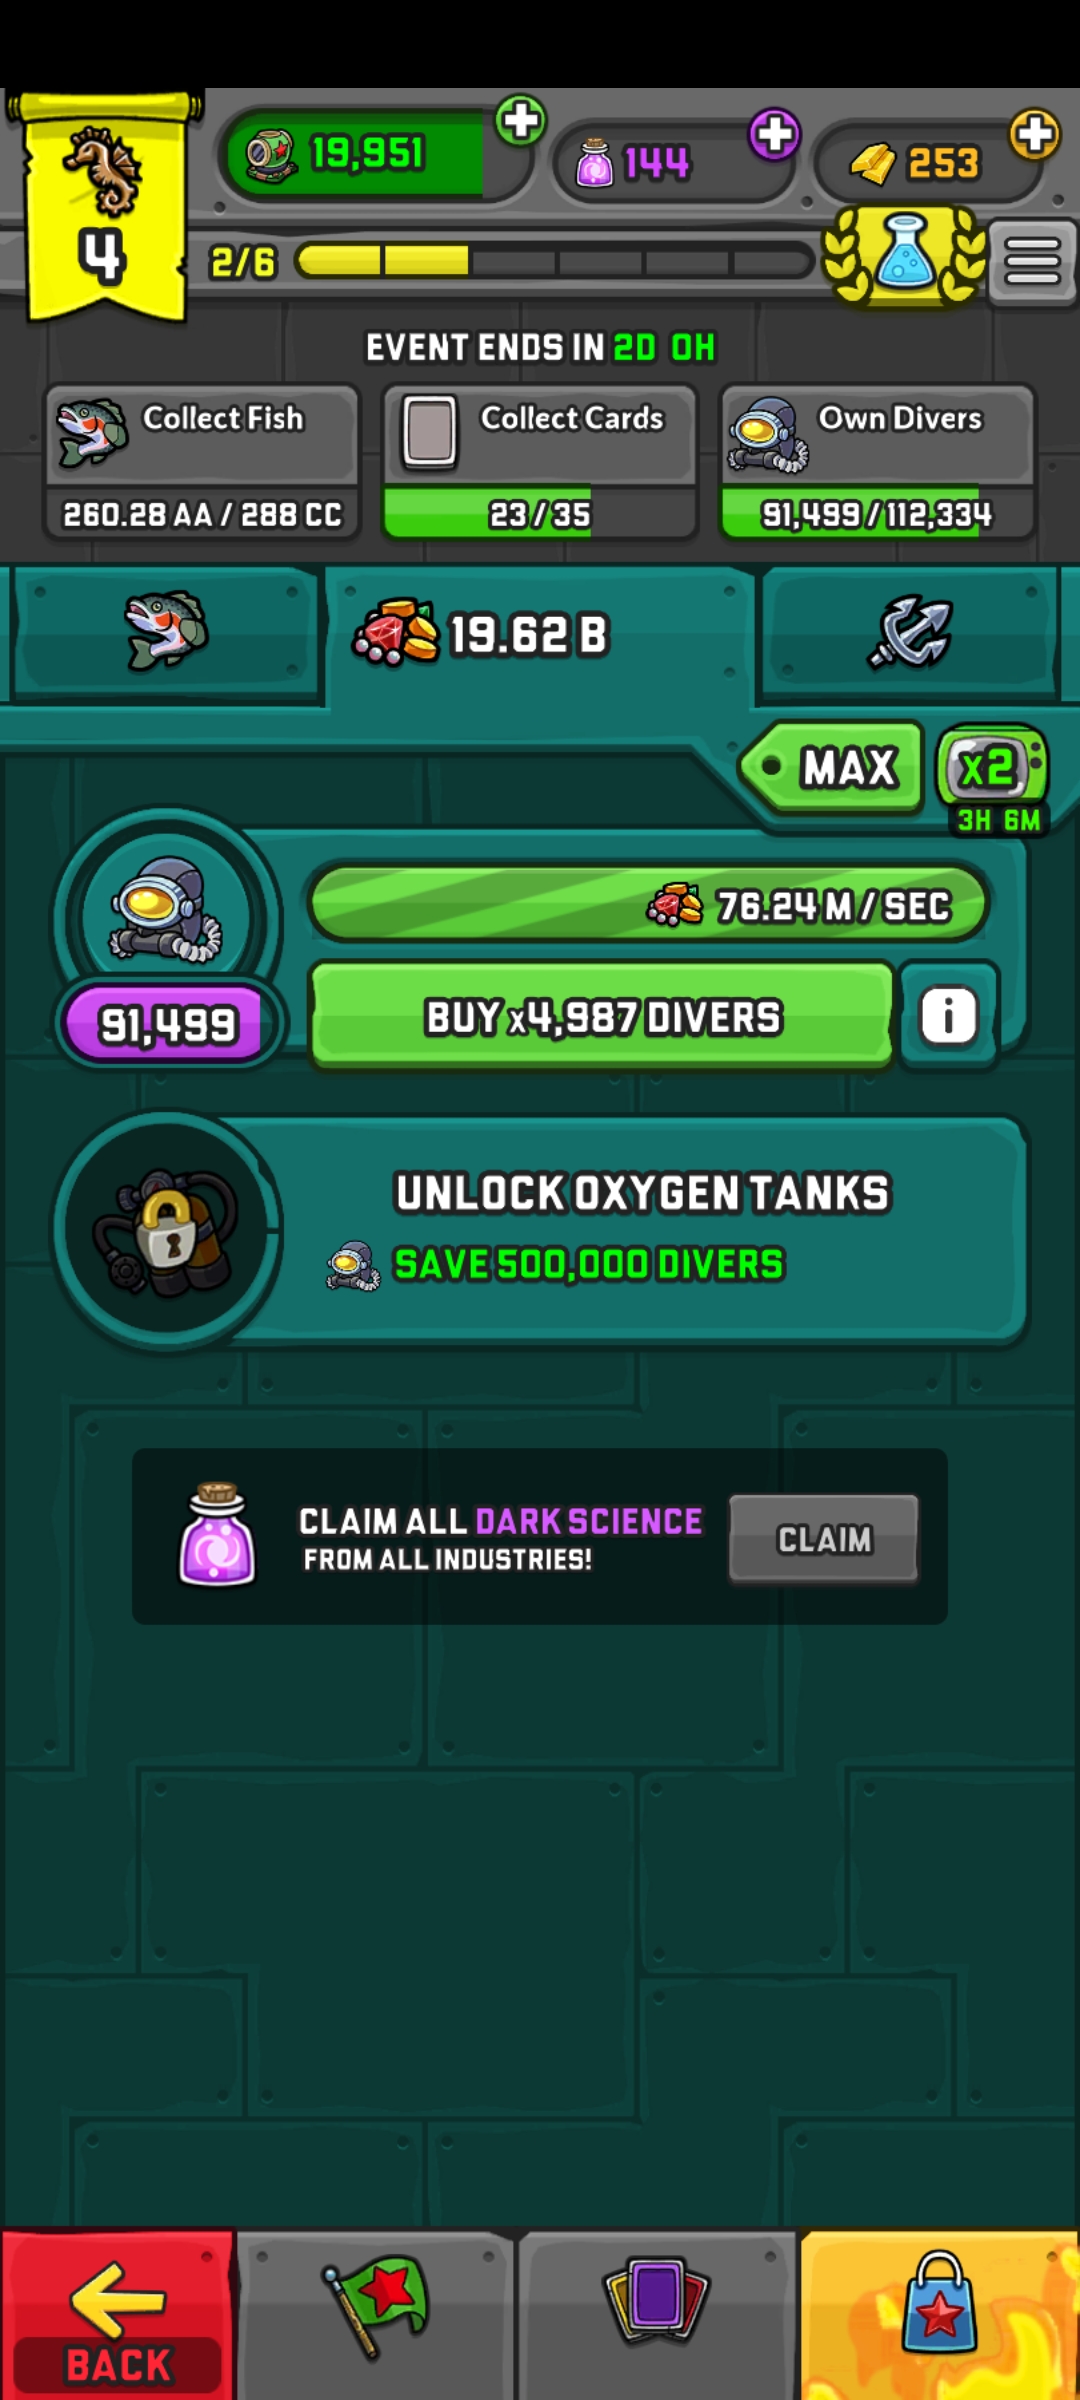 19,951
144
253
4
2/6
EVENT ENDS IN 2D 0H
Collect Fish
260.28 AA / 288 CC
Collect Cards
23/35
Own Divers
91,499/112,334
19.62 B
MAX
x2
3H 6M
76.24 M / SEC
91,499
BUY x4,987 DIVERS
i
UNLOCK OXYGEN TANKS
SAVE 500,000 DIVERS
CLAIM ALL DARK SCIENCE
FROM ALL INDUSTRIES!
CLAIM
BACK